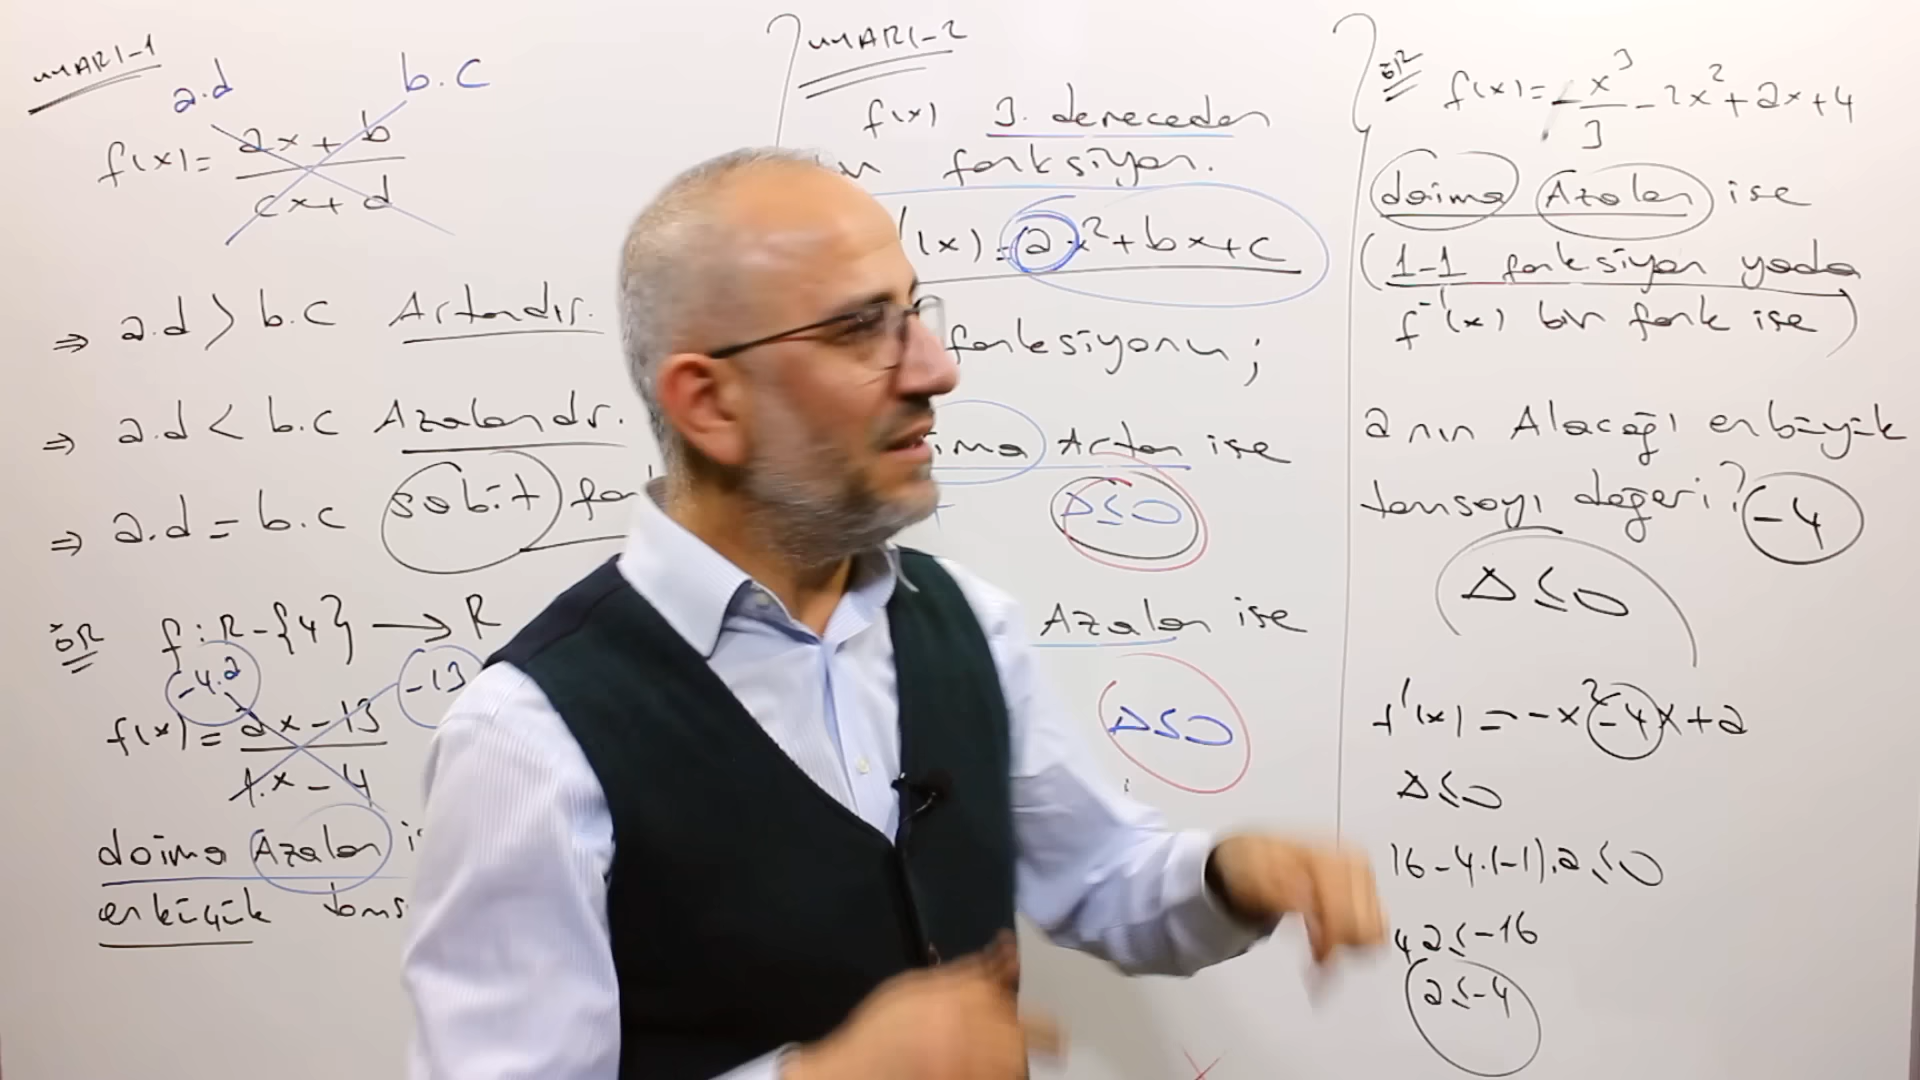 UYARI-1
a.d b.c
f(x)= ax+b
cx+d
⇒ a.d > b.c Artandır.
⇒ a.d < b.c Azalandır.
⇒ a.d = b.c sabit
ÖR f:R-{4} → R
-4.a -13
f(x)= ax-13
1.x-4
daima Azalan
en küçük
UYARI-2
f(x) 3. dereceden
fonksiyon.
(x)=ax²+bx+c
fonksiyonu;
Artan ise
Δ≤0
Azalan ise
Δ≤0
ÖR f(x)=-x³/3-2x²+ax+4
daima Azalan ise
(1-1 fonksiyon yada
f⁻¹(x) bir fonk ise)
a nın Alacağı en büyük
tamsayı değeri? -4
Δ≤0
f'(x)=-x²-4x+a
Δ≤0
16-4.(-1).a≤0
4a≤-16
a≤-4